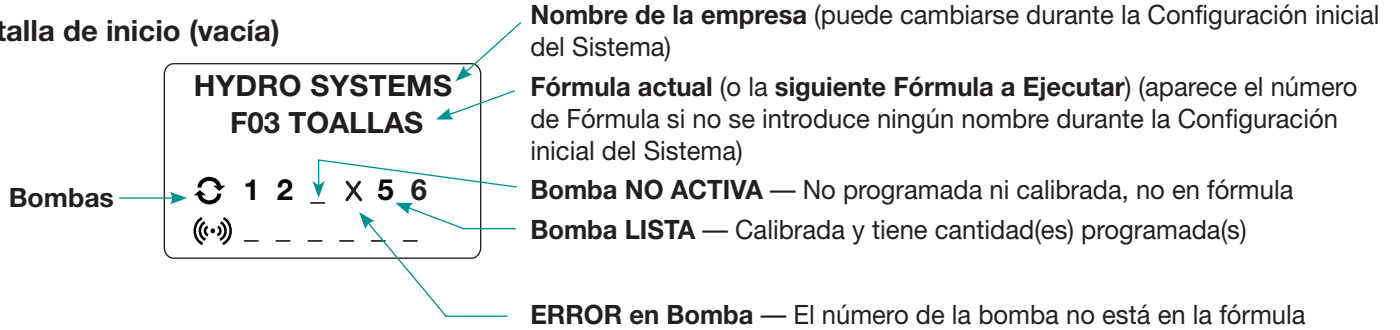 Nombre de la empresa (puede cambiarse durante la Configuración inicial
del Sistema)
talla de inicio (vacía)
HYDRO SYSTEMS
F03 TOALLAS
Fórmula actual (o la siguiente Fórmula a Ejecutar) (aparece el número
de Fórmula si no se introduce ningún nombre durante la Configuración
inicial del Sistema)
Bombas
1 2 _ X 5 6
_ _ _ _ _ _
Bomba NO ACTIVA — No programada ni calibrada, no en fórmula
Bomba LISTA — Calibrada y tiene cantidad(es) programada(s)
ERROR en Bomba — El número de la bomba no está en la fórmula